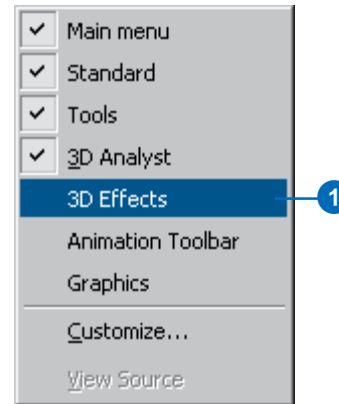 Main menu
Standard
Tools
3D Analyst
3D Effects
1
Animation Toolbar
Graphics
Customize...
View Source